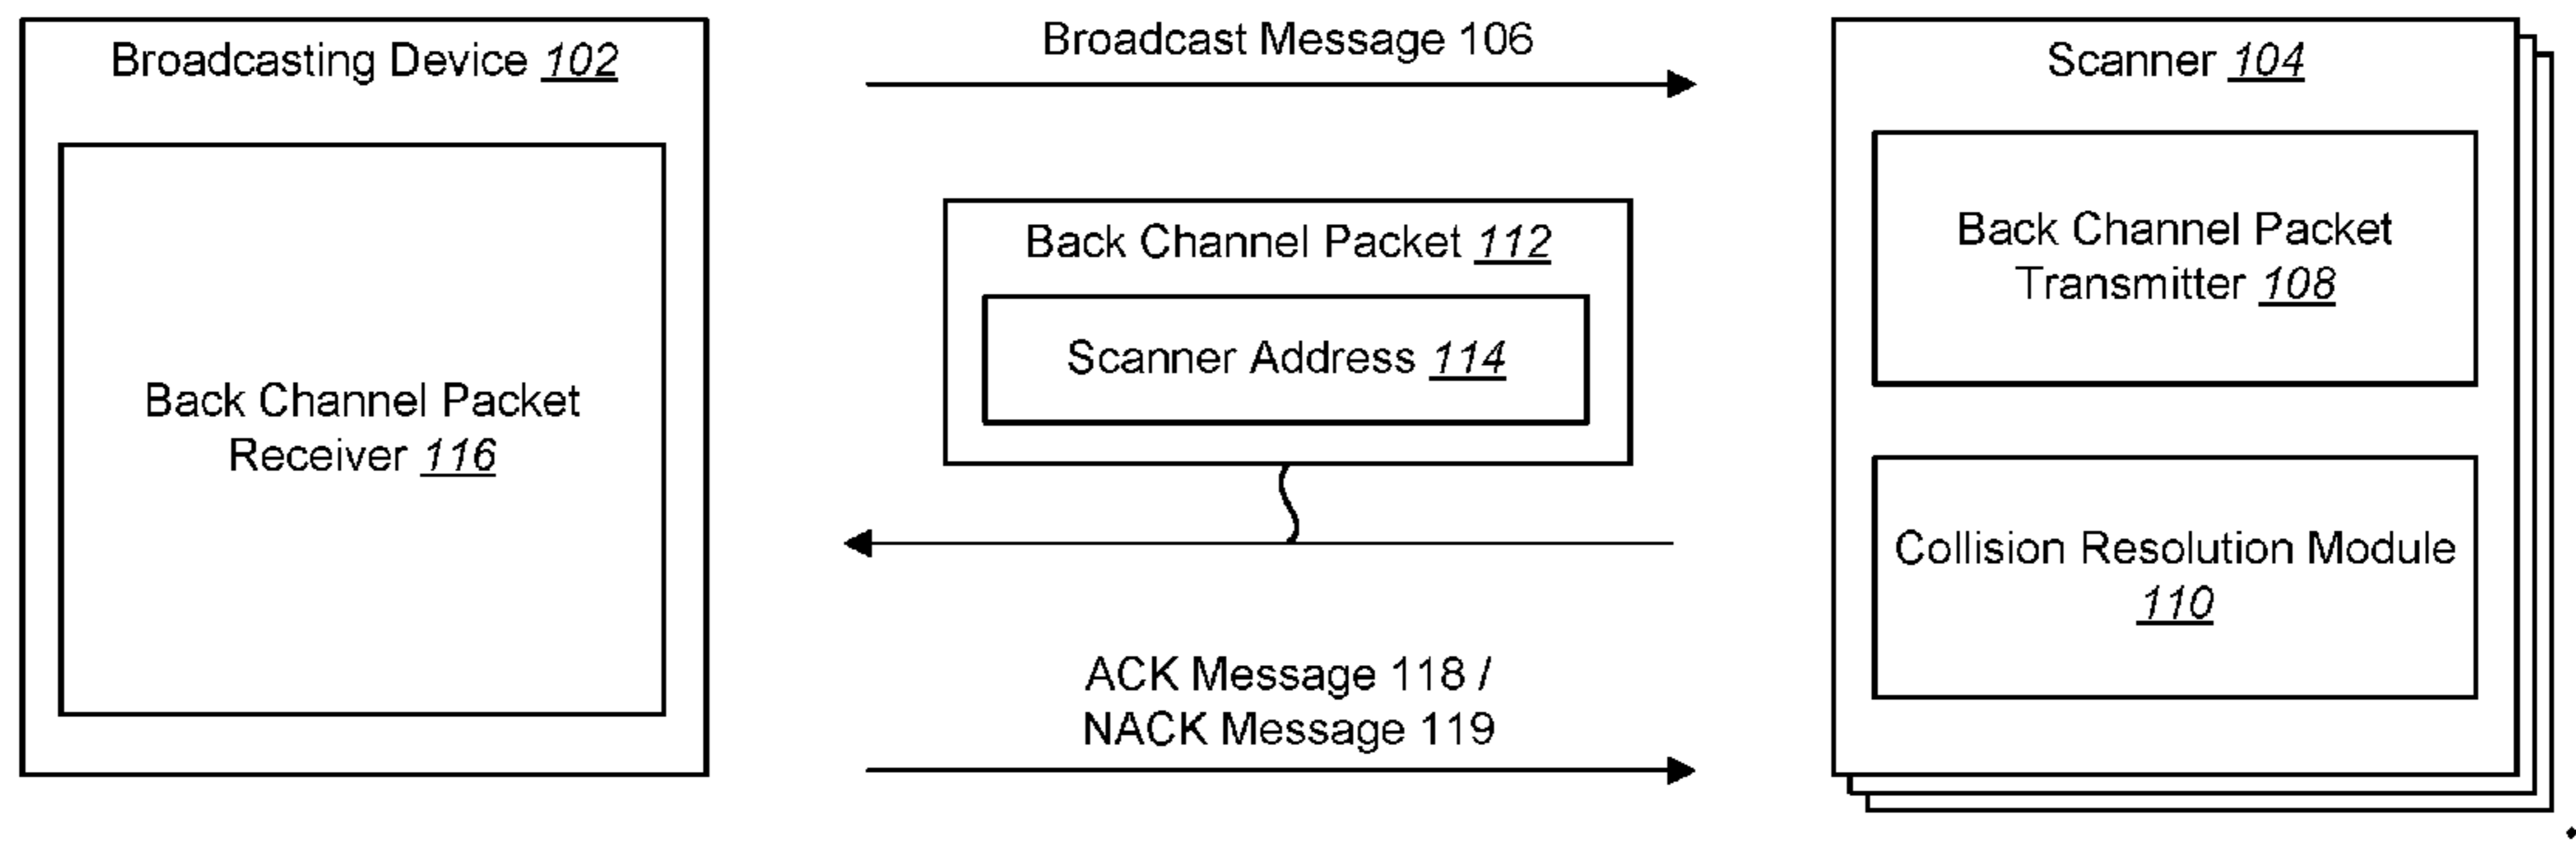 Broadcasting Device 102
Back Channel Packet
Receiver 116
Broadcast Message 106
Back Channel Packet 112
Scanner Address 114
ACK Message 118 /
NACK Message 119
Scanner 104
Back Channel Packet
Transmitter 108
Collision Resolution Module
110